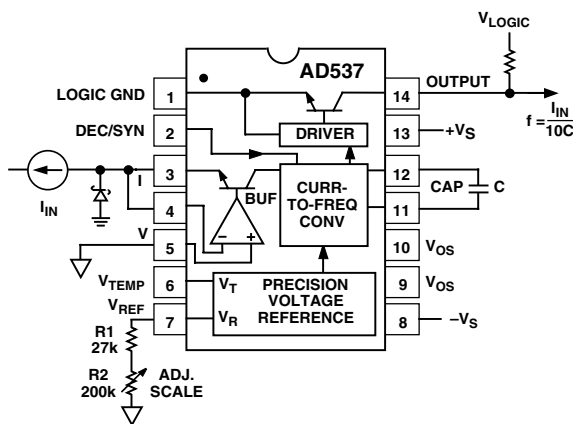 VLOGIC
AD537
LOGIC GND
1
14
OUTPUT
f = IIN
10C
DEC/SYN
2
DRIVER
13
+VS
I
3
12
IIN
BUF
CURR-
TO-FREQ
CONV
CAP
C
4
11
V
5
– +
10
VOS
VTEMP
6
VT
PRECISION
VOLTAGE
REFERENCE
9
VOS
VREF
7
VR
8
–VS
R1
27k
R2
200k
ADJ.
SCALE